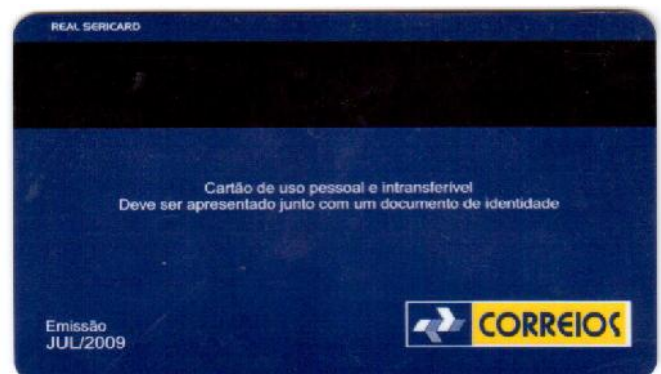 REAL SERICARD
Cartão de uso pessoal e intransferível
Deve ser apresentado junto com um documento de identidade
Emissão
JUL/2009
CORREIOS